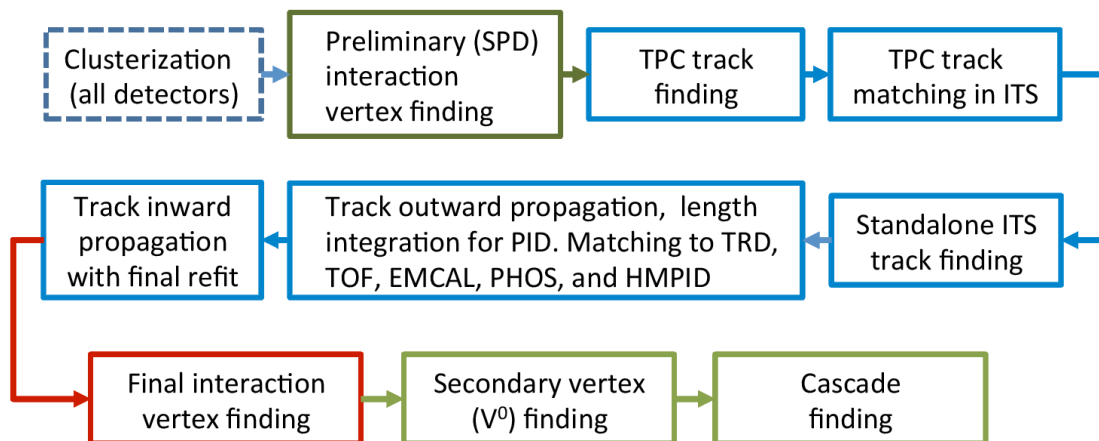 Clusterization
(all detectors)
Preliminary (SPD)
interaction
vertex finding
TPC track
finding
TPC track
matching in ITS
Track inward
propagation
with final refit
Track outward propagation, length
integration for PID. Matching to TRD,
TOF, EMCAL, PHOS, and HMPID
Standalone ITS
track finding
Final interaction
vertex finding
Secondary vertex
(V⁰) finding
Cascade
finding